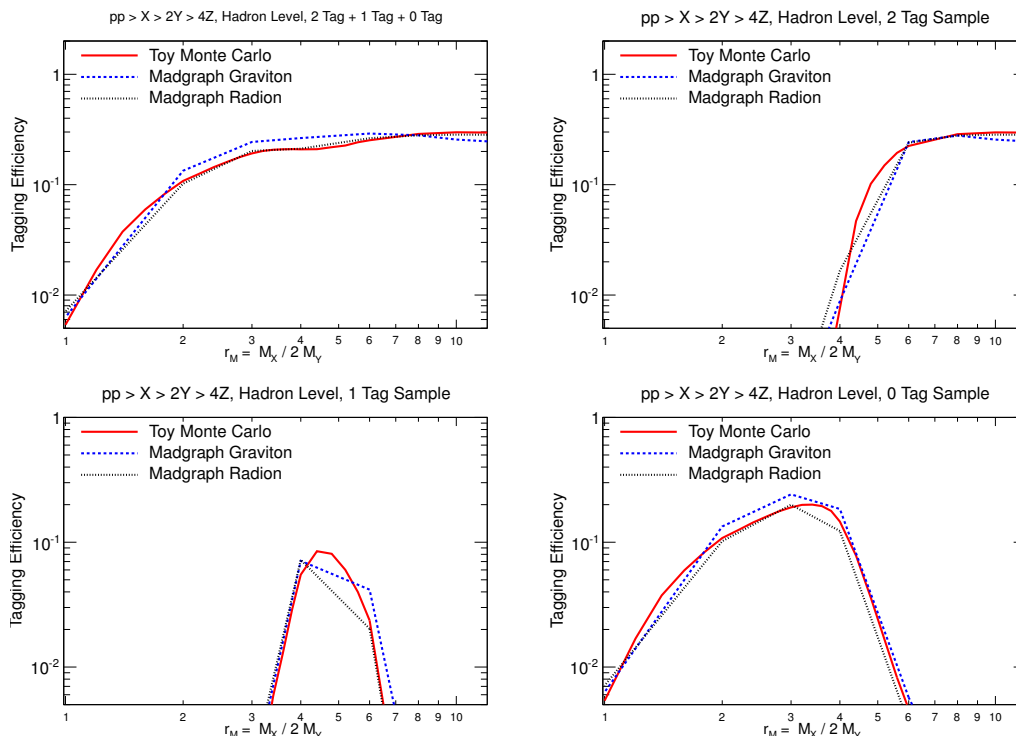 pp > X > 2Y > 4Z, Hadron Level, 2 Tag + 1 Tag + 0 Tag
Toy Monte Carlo
Madgraph Graviton
Madgraph Radion
Tagging Efficiency
1
10^-1
10^-2
1 2 3 4 5 6 7 8 9 10
r_M = M_X / 2 M_Y
pp > X > 2Y > 4Z, Hadron Level, 2 Tag Sample
Toy Monte Carlo
Madgraph Graviton
Madgraph Radion
Tagging Efficiency
1
10^-1
10^-2
1 2 3 4 5 6 7 8 9 10
r_M = M_X / 2 M_Y
pp > X > 2Y > 4Z, Hadron Level, 1 Tag Sample
Toy Monte Carlo
Madgraph Graviton
Madgraph Radion
Tagging Efficiency
1
10^-1
10^-2
1 2 3 4 5 6 7 8 9 10
r_M = M_X / 2 M_Y
pp > X > 2Y > 4Z, Hadron Level, 0 Tag Sample
Toy Monte Carlo
Madgraph Graviton
Madgraph Radion
Tagging Efficiency
1
10^-1
10^-2
1 2 3 4 5 6 7 8 9 10
r_M = M_X / 2 M_Y